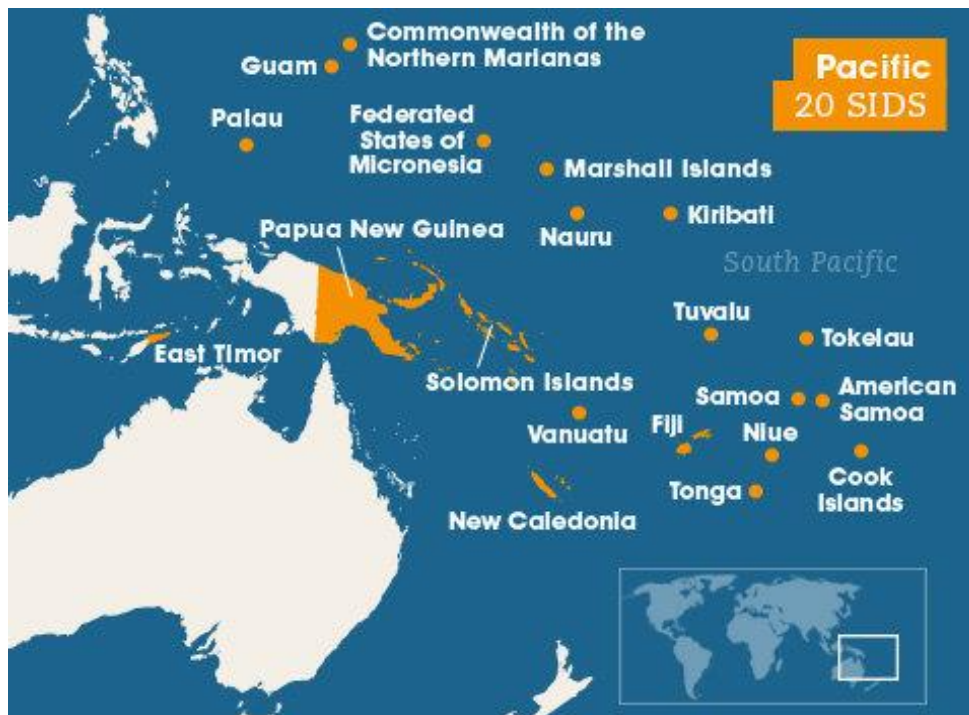 Commonwealth of the
Northern Marianas
Guam
Pacific
20 SIDS
Palau
Federated
States of
Micronesia
Marshall Islands
Nauru
Kiribati
Papua New Guinea
South Pacific
Tuvalu
Tokelau
East Timor
Solomon Islands
Samoa
American
Samoa
Vanuatu
Fiji
Niue
Cook
Islands
Tonga
New Caledonia